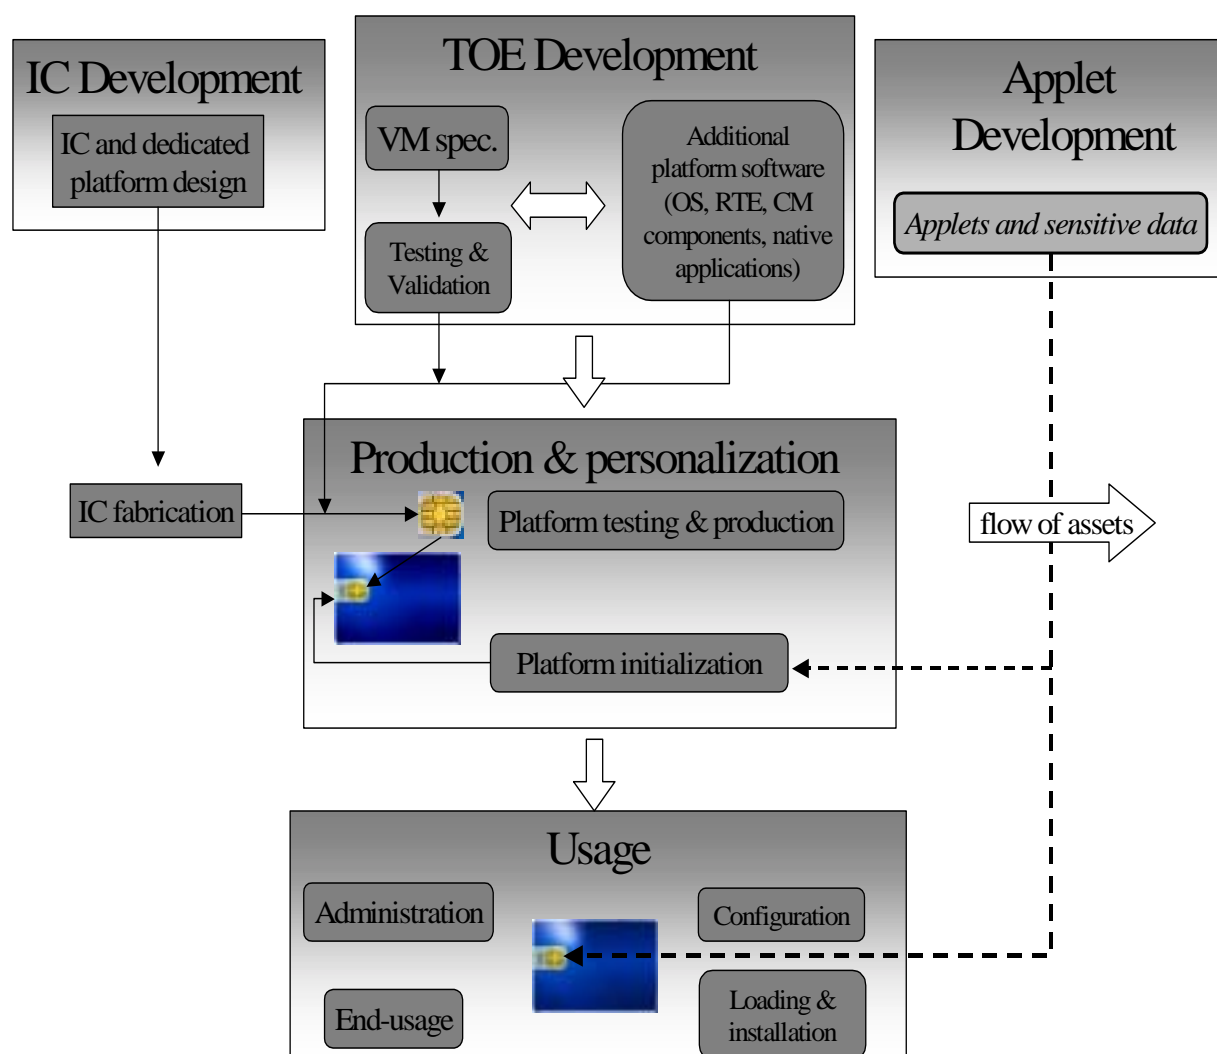 IC Development
IC and dedicated
platform design
TOE Development
VM spec.
Testing &
Validation
Additional
platform software
(OS, RTE, CM
components, native
applications)
Applet
Development
Applets and sensitive data
IC fabrication
Production & personalization
Platform testing & production
Platform initialization
flow of assets
Usage
Administration
Configuration
End-usage
Loading &
installation